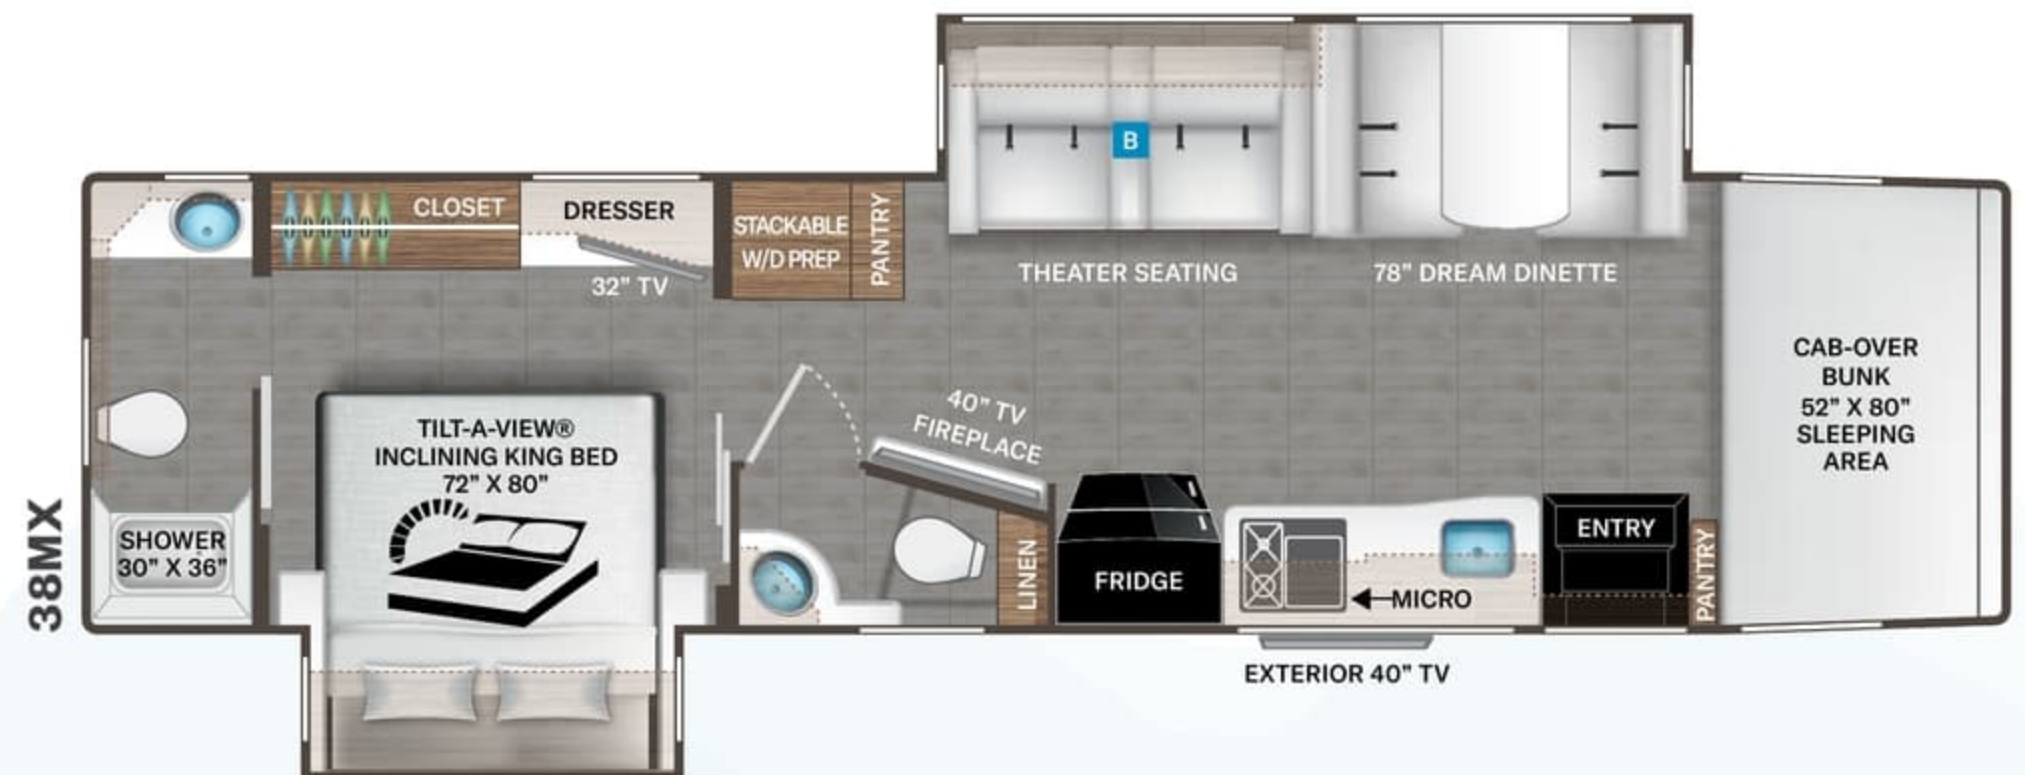 38MX
B
CLOSET
DRESSER
32” TV
STACKABLE
W/D PREP
PANTRY
THEATER SEATING
78” DREAM DINETTE
CAB-OVER
BUNK
52” X 80”
SLEEPING
AREA
TILT-A-VIEW®
INCLINING KING BED
72” X 80”
40” TV
FIREPLACE
SHOWER
30” X 36”
LINEN
FRIDGE
MICRO
ENTRY
PANTRY
EXTERIOR 40” TV